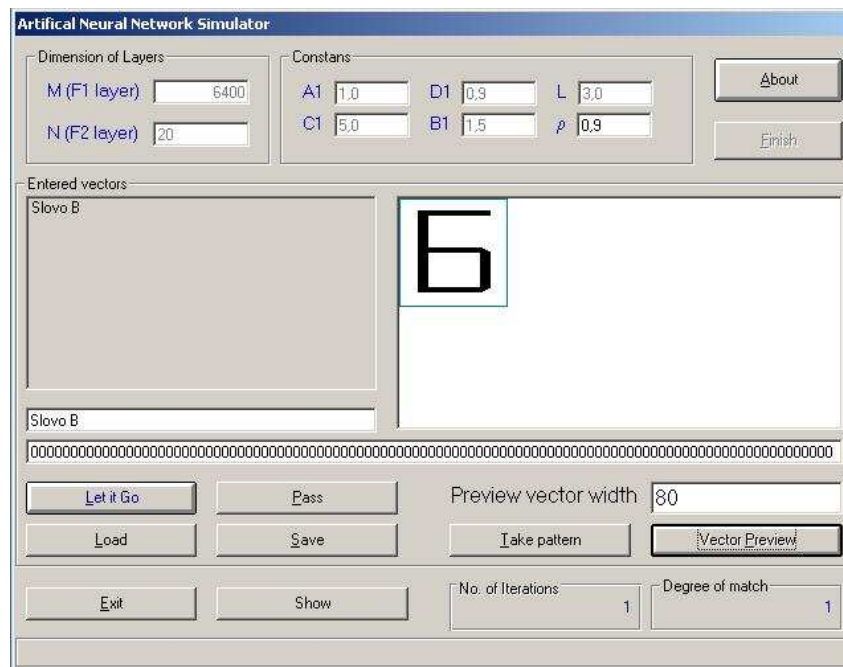 Artifical Neural Network Simulator
Dimension of Layers
M (F1 layer) 6400
N (F2 layer) 20
Constans
A1 1,0 D1 0,9 L 3,0
C1 5,0 B1 1,5 ρ 0,9
About
Finish
Entered vectors
Slovo B
Б
Slovo B
Let it Go
Pass
Preview vector width 80
Load
Save
Take pattern
Vector Preview
Exit
Show
No. of Iterations
1
Degree of match
1